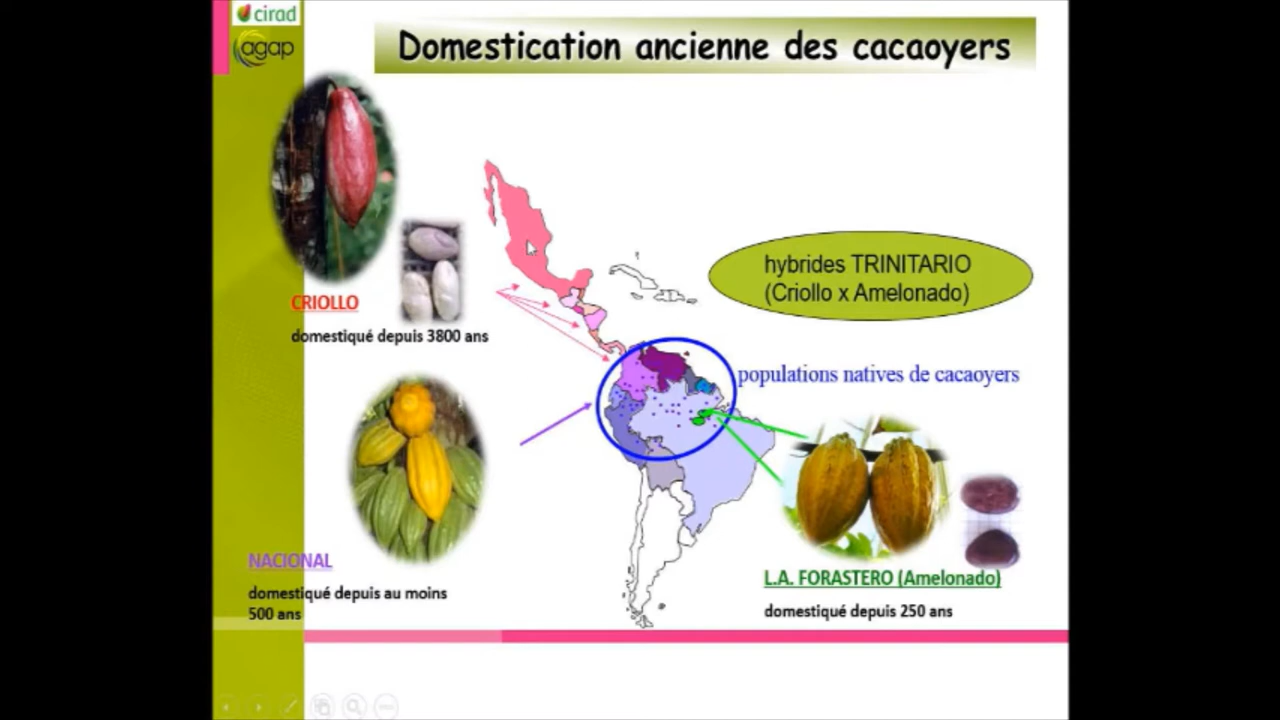 cirad
agap
Domestication ancienne des cacaoyers
CRIOLLO
domestiqué depuis 3800 ans
hybrides TRINITARIO
(Criollo x Amelonado)
populations natives de cacaoyers
NACIONAL
domestiqué depuis au moins
500 ans
L.A. FORASTERO (Amelonado)
domestiqué depuis 250 ans